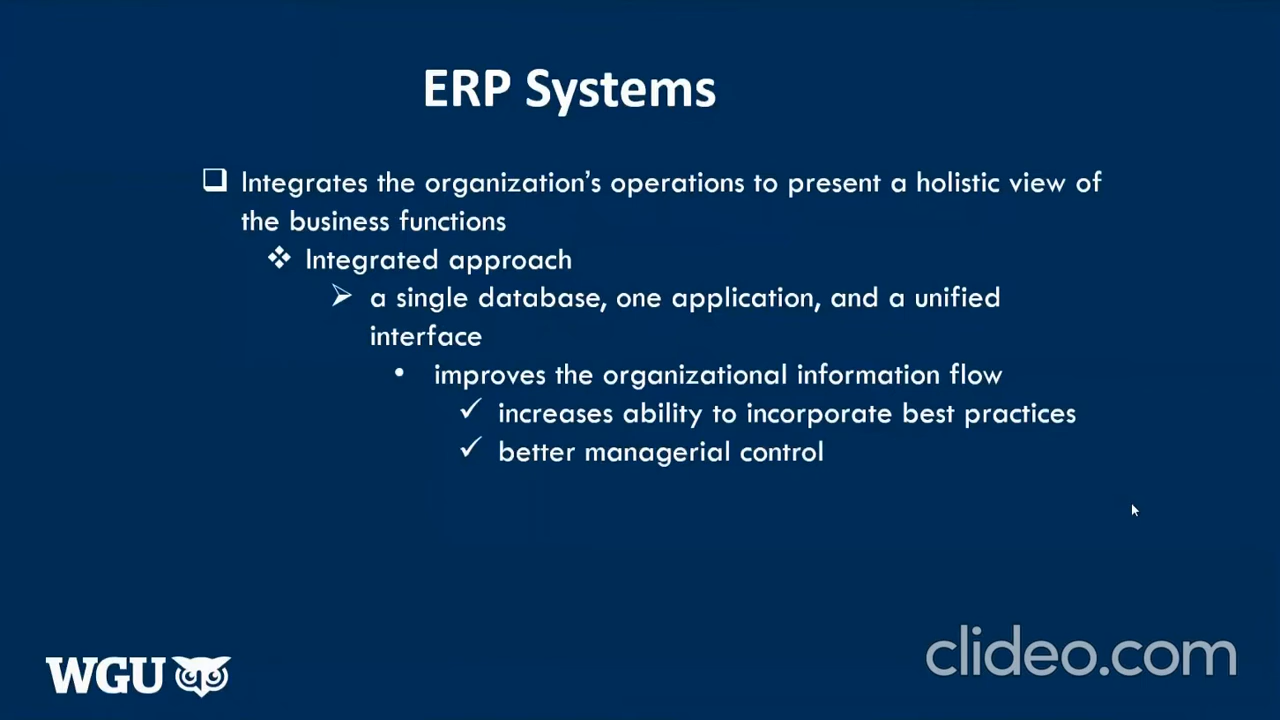 ERP Systems
Integrates the organization's operations to present a holistic view of
the business functions
Integrated approach
a single database, one application, and a unified
interface
improves the organizational information flow
increases ability to incorporate best practices
better managerial control
WGU
clideo.com